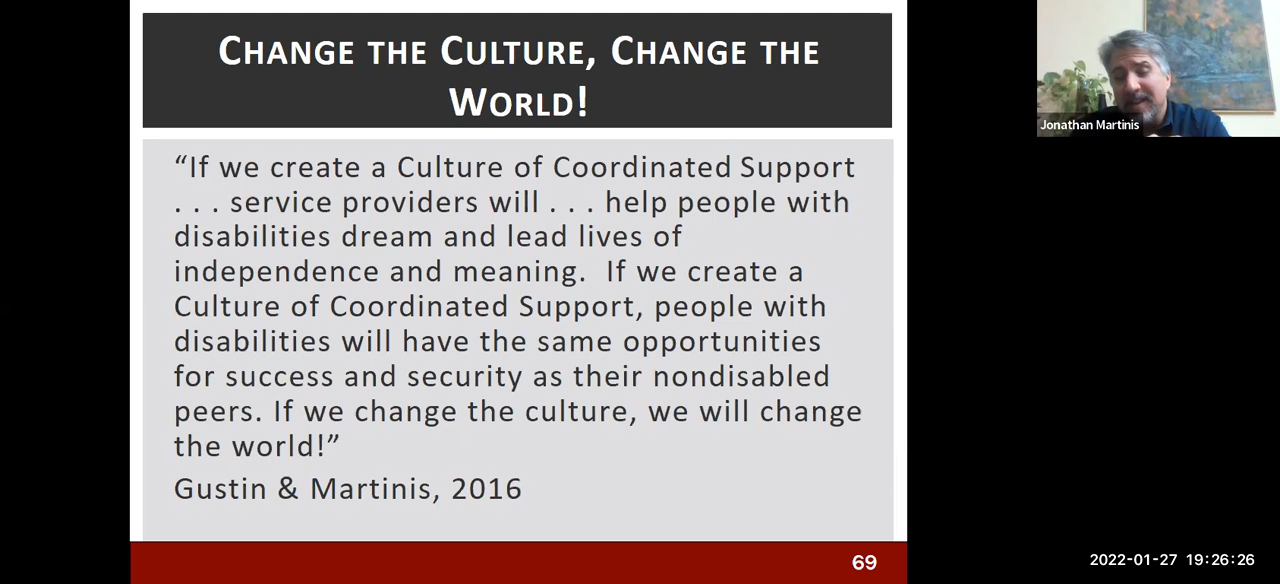 CHANGE THE CULTURE, CHANGE THE
WORLD!
“If we create a Culture of Coordinated Support
. . . service providers will . . . help people with
disabilities dream and lead lives of
independence and meaning.  If we create a
Culture of Coordinated Support, people with
disabilities will have the same opportunities
for success and security as their nondisabled
peers. If we change the culture, we will change
the world!”
Gustin & Martinis, 2016
69
Jonathan Martinis
2022-01-27 19:26:26